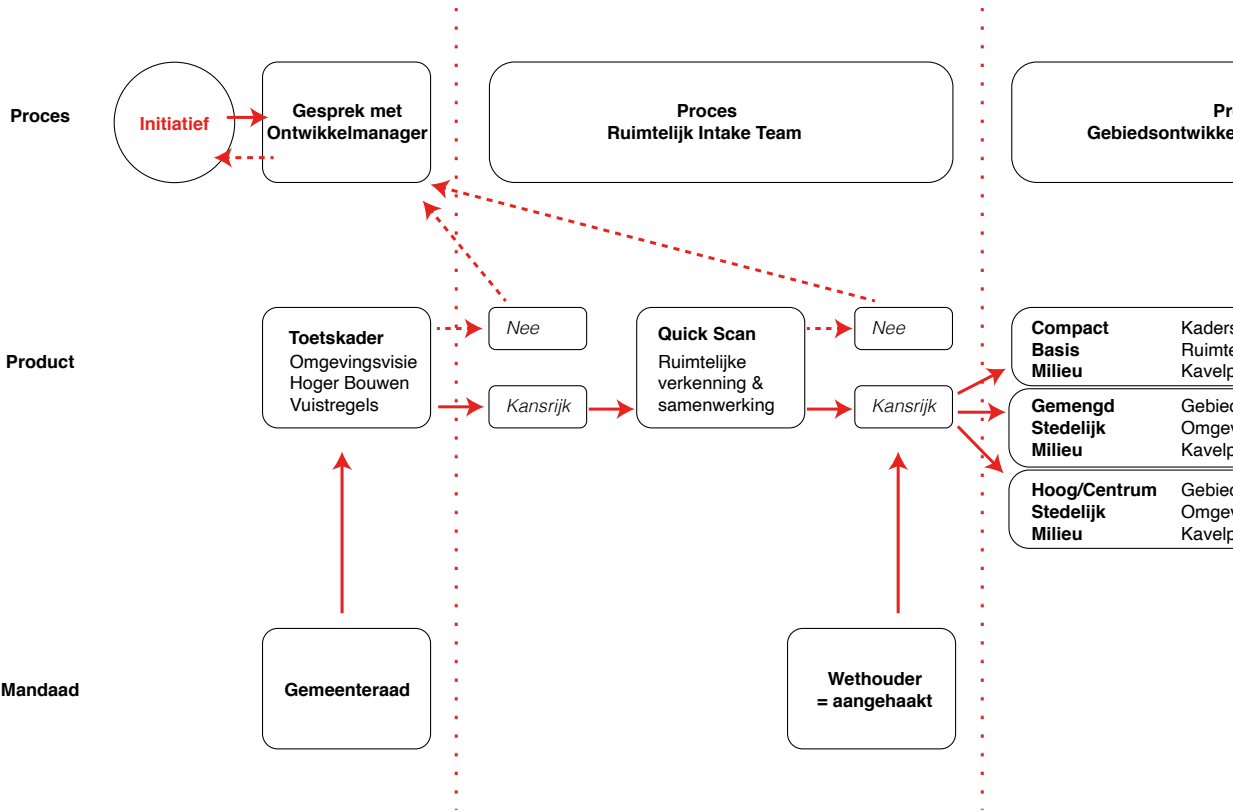 Proces
Initiatief
Gesprek met
Ontwikkelmanager
Proces
Ruimtelijk Intake Team
Product
Toetskader
Omgevingsvisie
Hoger Bouwen
Vuistregels
Nee
Kansrijk
Quick Scan
Ruimtelijke
verkenning &
samenwerking
Nee
Kansrijk
Compact
Basis
Milieu
Gemengd
Stedelijk
Milieu
Hoog/Centrum
Stedelijk
Milieu
Mandaad
Gemeenteraad
Wethouder
= aangehaakt